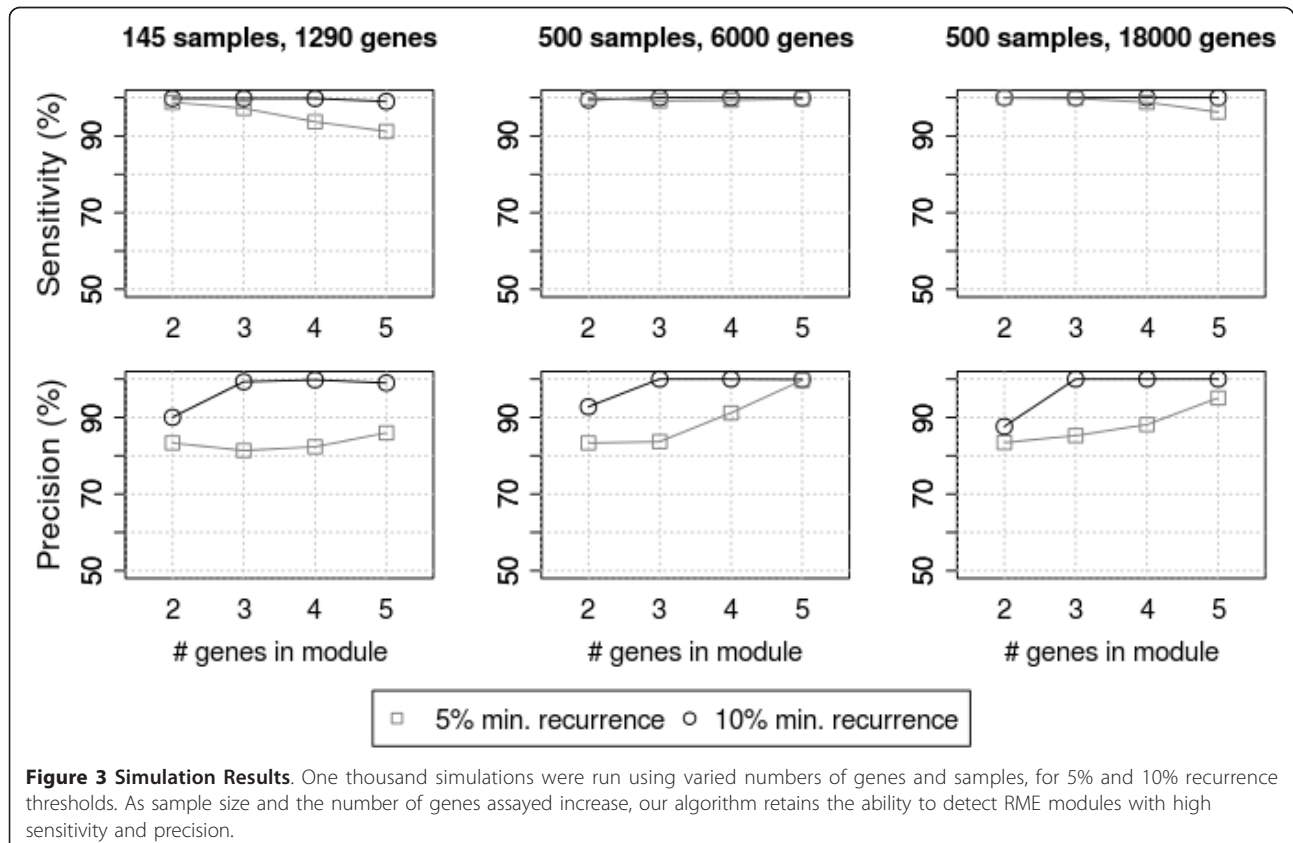 145 samples, 1290 genes
500 samples, 6000 genes
500 samples, 18000 genes
Sensitivity (%)
50 70 90
2 3 4 5
2 3 4 5
50 70 90
2 3 4 5
50 70 90
Precision (%)
50 70 90
2 3 4 5
# genes in module
50 70 90
2 3 4 5
# genes in module
50 70 90
2 3 4 5
# genes in module
5% min. recurrence 10% min. recurrence
Figure 3 Simulation Results. One thousand simulations were run using varied numbers of genes and samples, for 5% and 10% recurrence
thresholds. As sample size and the number of genes assayed increase, our algorithm retains the ability to detect RME modules with high
sensitivity and precision.